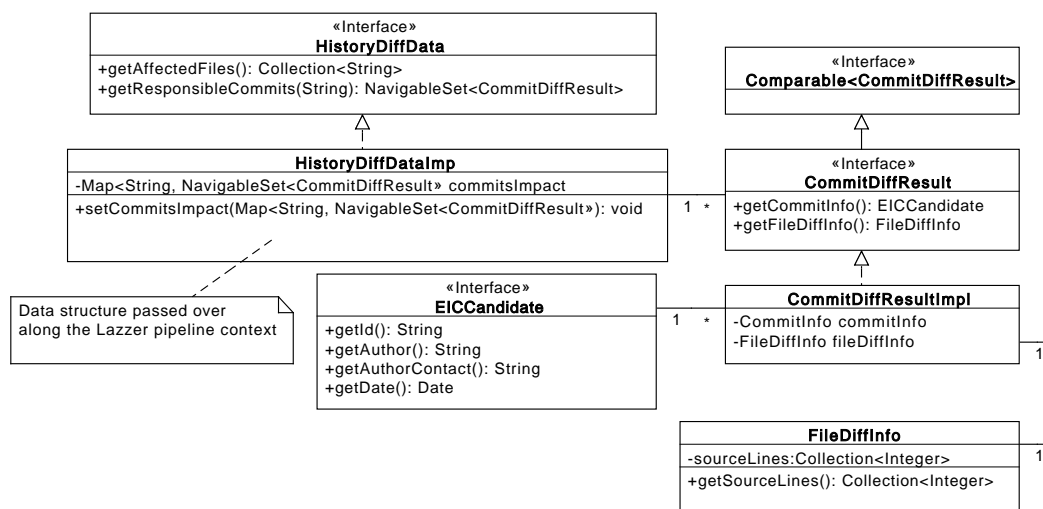 «Interface»
HistoryDiffData
+getAffectedFiles(): Collection<String>
+getResponsibleCommits(String): NavigableSet<CommitDiffResult>
«Interface»
Comparable<CommitDiffResult>
HistoryDiffDataImp
-Map<String, NavigableSet<CommitDiffResult» commitsImpact
+setCommitsImpact(Map<String, NavigableSet<CommitDiffResult»): void
1 *
«Interface»
CommitDiffResult
+getCommitInfo(): EICCandidate
+getFileDiffInfo(): FileDiffInfo
Data structure passed over
along the Lazzer pipeline context
«Interface»
EICCandidate
+getId(): String
+getAuthor(): String
+getAuthorContact(): String
+getDate(): Date
1 *
CommitDiffResultImpl
-CommitInfo commitInfo
-FileDiffInfo fileDiffInfo
1
FileDiffInfo
-sourceLines:Collection<Integer>
+getSourceLines(): Collection<Integer>
1